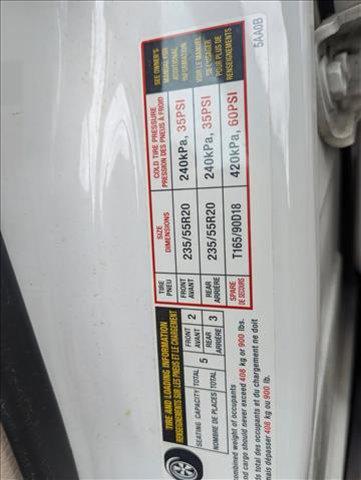 TIRE AND LOADING INFORMATION
RENSEIGNEMENTS SUR LES PNEUS ET LE CHARGEMENT
SEATING CAPACITY TOTAL 5 FRONT AVANT 2 REAR ARRIÈRE 3
NOMBRE DE PLACES TOTAL
combined weight of occupants
and cargo should never exceed 408 kg or 900 lbs.
ds total des occupants et du chargement ne doit
mais dépasser 408 kg ou 900 lb.
TIRE PNEU SIZE DIMENSIONS COLD TIRE PRESSURE PRESSION DES PNEUS À FROID
FRONT AVANT 235/55R20 240kPa, 35PSI
REAR ARRIÈRE 235/55R20 240kPa, 35PSI
SPARE DE SECOURS T165/90D18 420kPa, 60PSI
SEE OWNER'S
MANUAL FOR
ADDITIONAL
INFORMATION
VOIR LE MANUEL
DE L'USAGER
POUR PLUS DE
RENSEIGNEMENTS
5AA0B